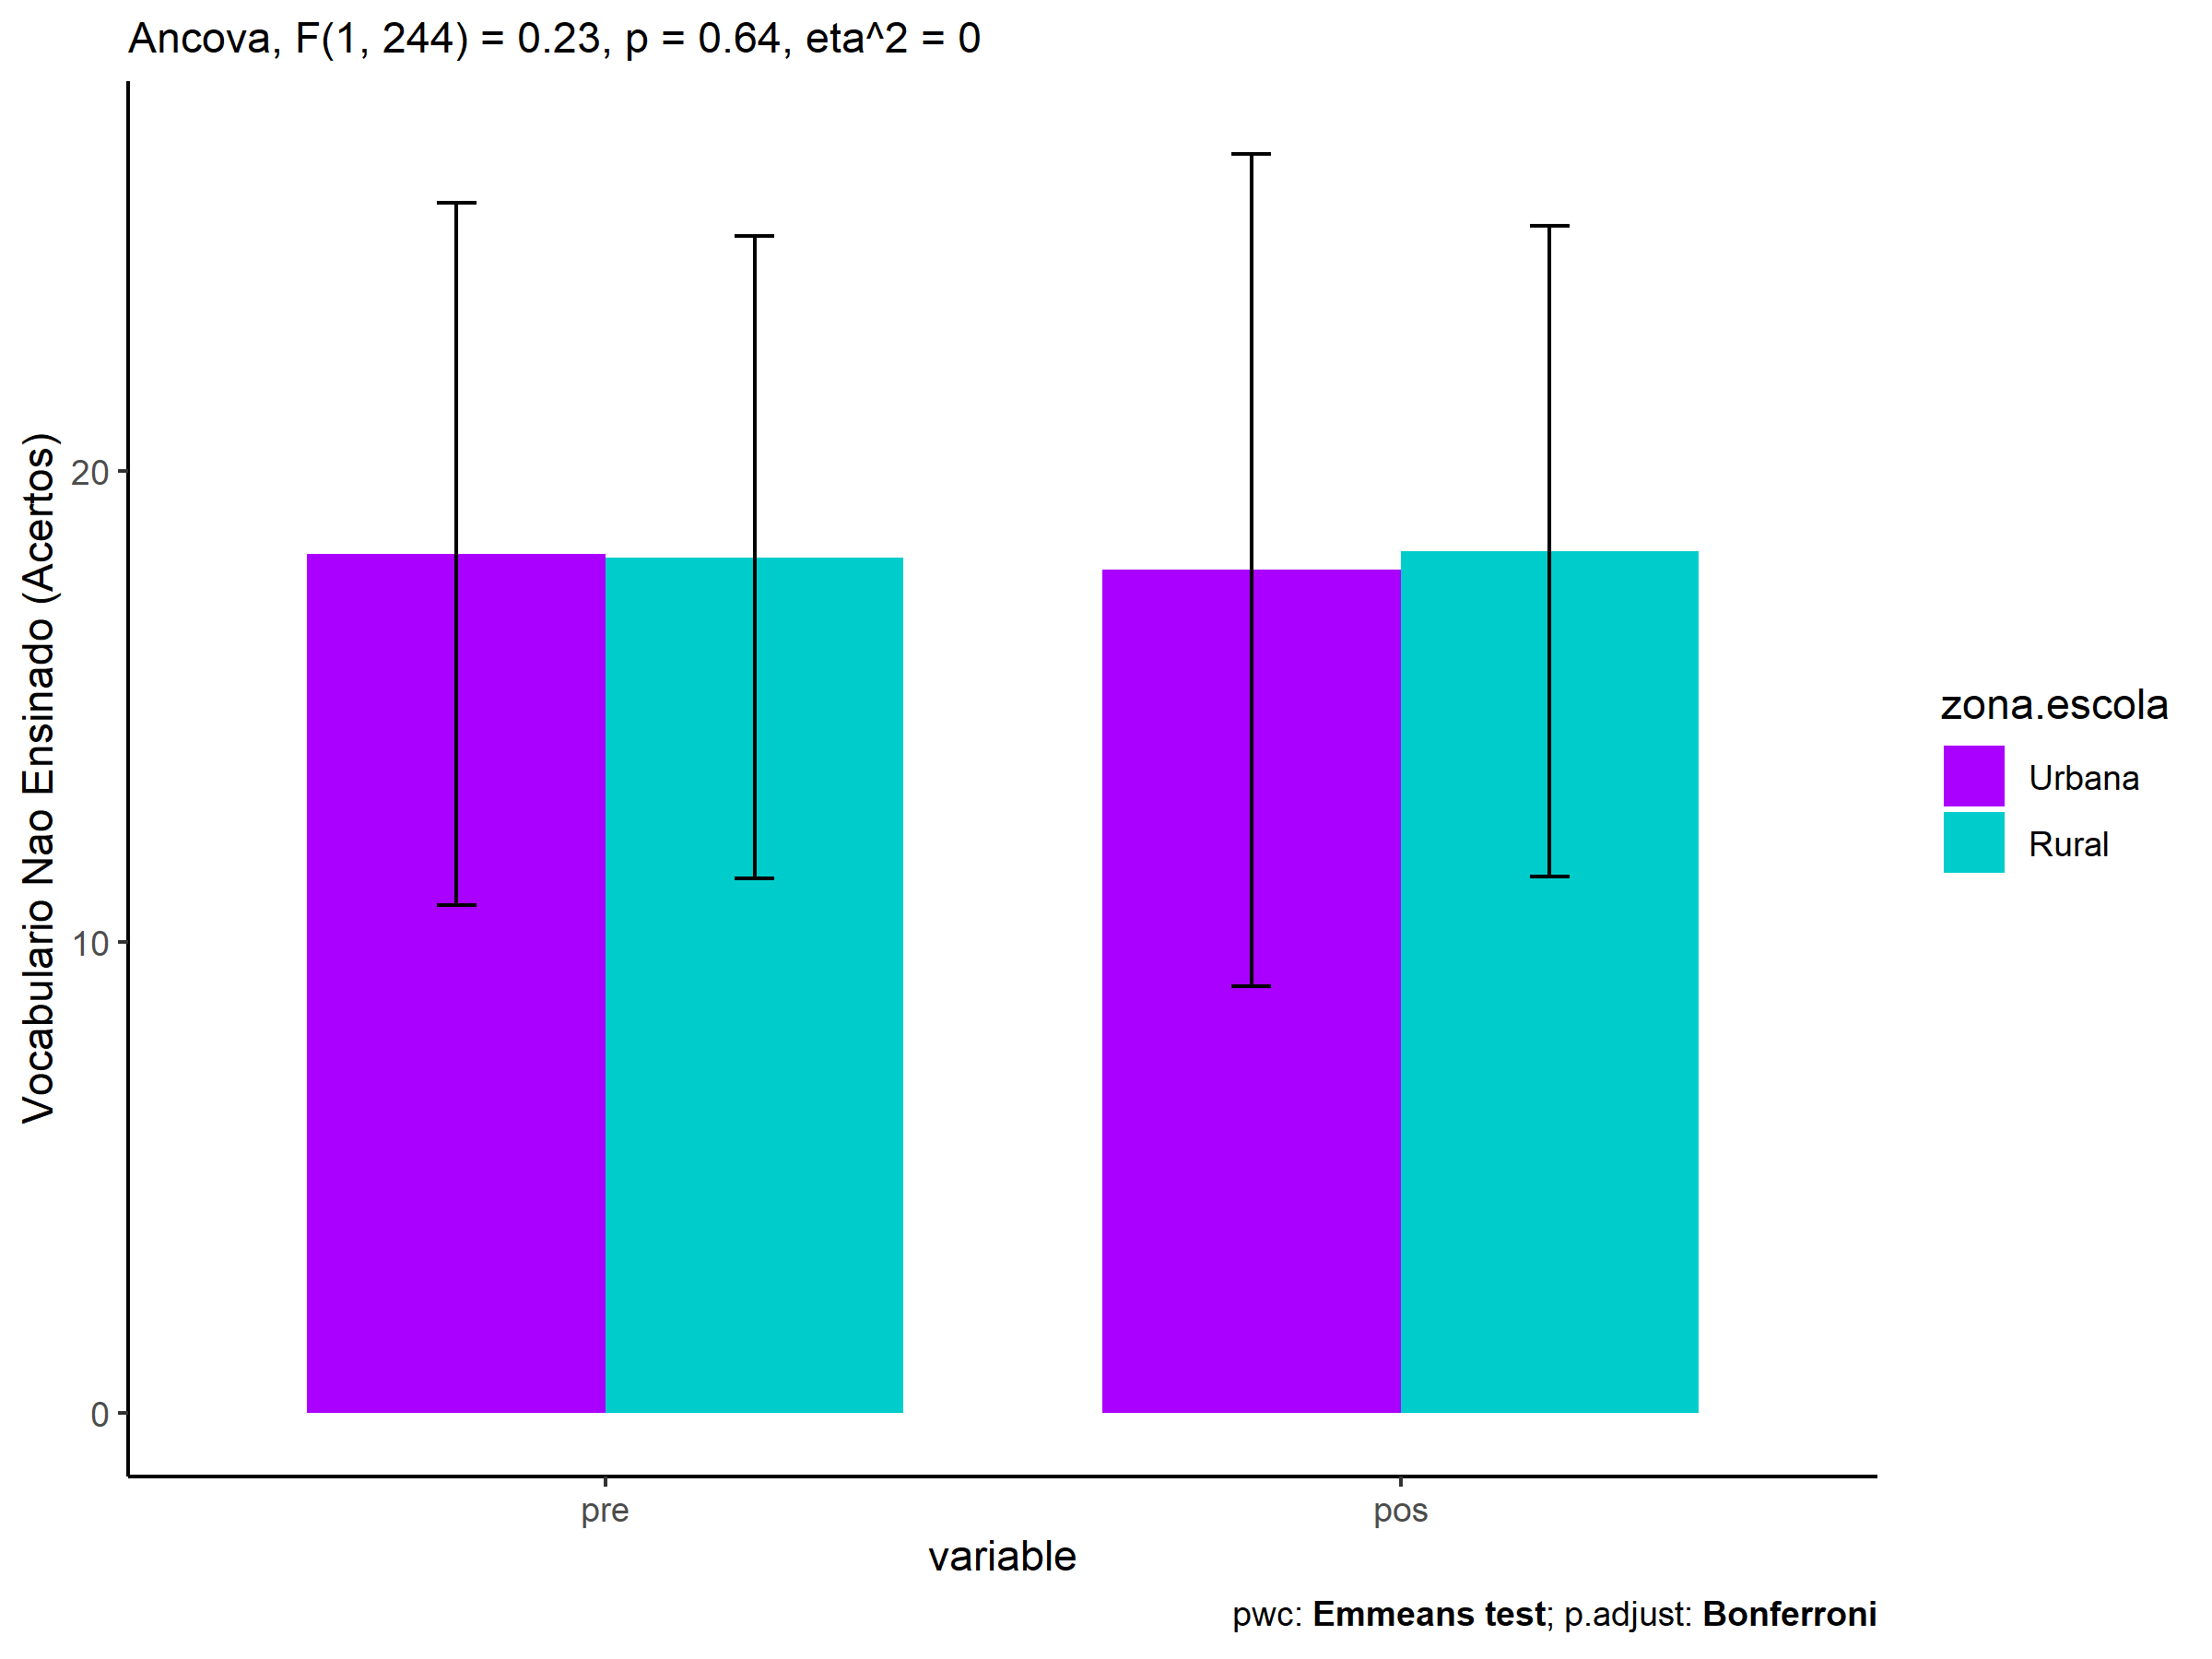 Ancova, F(1, 244) = 0.23, p = 0.64, eta^2 = 0
Vocabulario Nao Ensinado (Acertos)
20
10
0
pre
pos
variable
zona.escola
Urbana
Rural
pwc: Emmeans test; p.adjust: Bonferroni